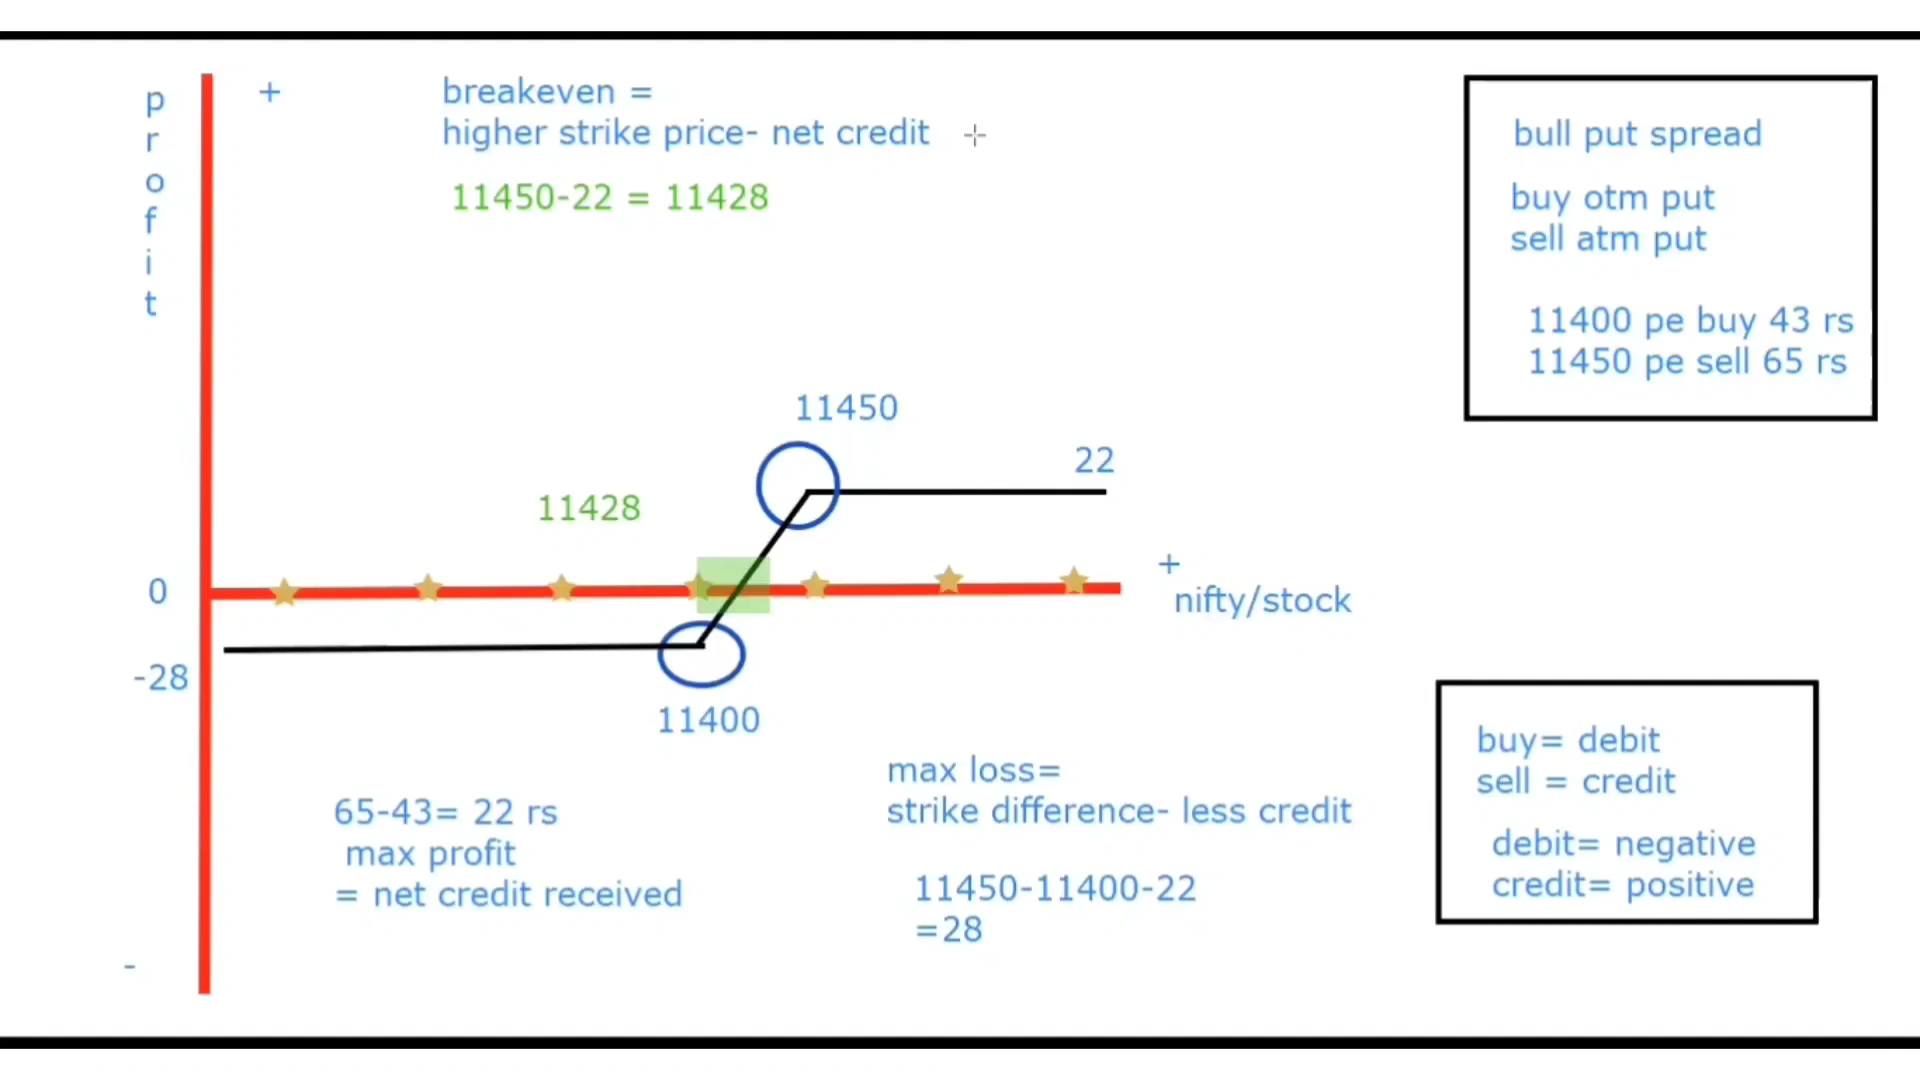 p
r
o
f
i
t
+
breakeven =
higher strike price- net credit
11450-22 = 11428
bull put spread
buy otm put
sell atm put
11400 pe buy 43 rs
11450 pe sell 65 rs
11450
22
11428
0
+
nifty/stock
-28
11400
65-43= 22 rs
max profit
= net credit received
max loss=
strike difference- less credit
11450-11400-22
=28
buy= debit
sell = credit
debit= negative
credit= positive
-